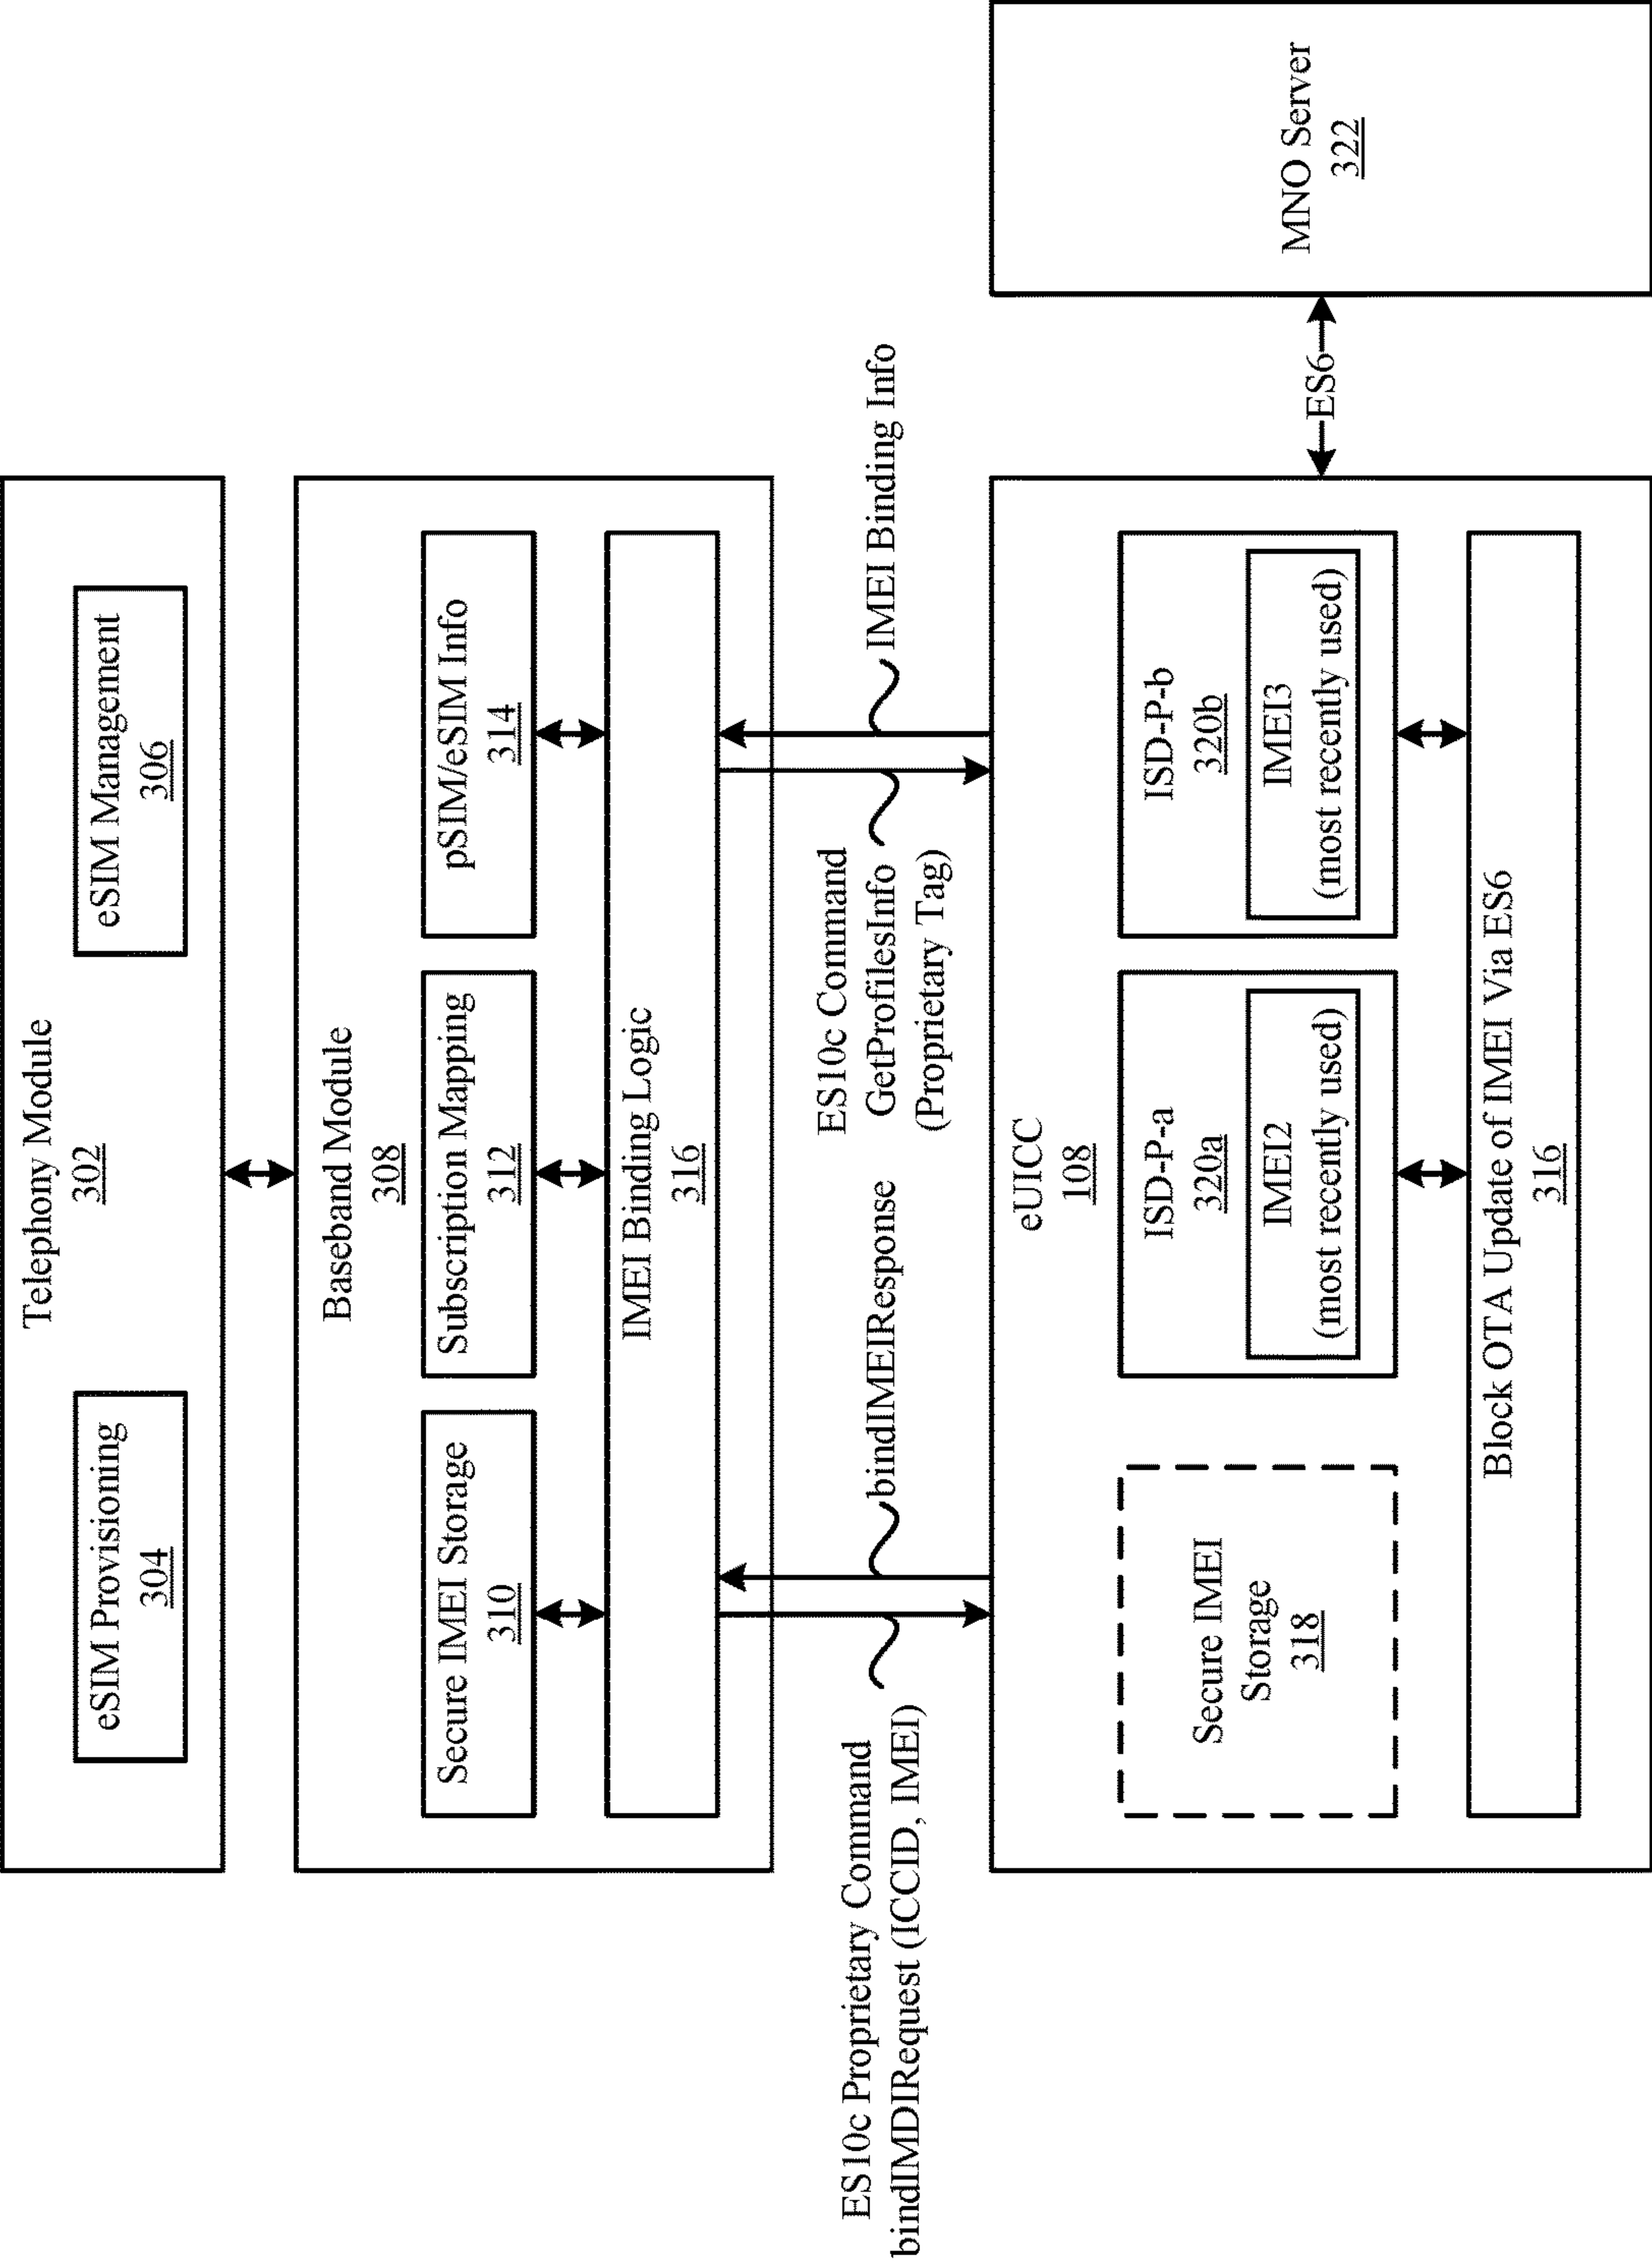 Telephony Module
302
eSIM Provisioning
304
eSIM Management
306
Baseband Module
308
Secure IMEI Storage
310
Subscription Mapping
312
pSIM/eSIM Info
314
IMEI Binding Logic
316
ES10c Proprietary Command
bindIMDIRequest (ICCID, IMEI)
bindIMEIResponse
ES10c Command
GetProfilesInfo
(Proprietary Tag)
IMEI Binding Info
eUICC
108
Secure IMEI
Storage
318
ISD-P-a
320a
IMEI2
(most recently used)
ISD-P-b
320b
IMEI3
(most recently used)
Block OTA Update of IMEI Via ES6
316
ES6
MNO Server
322